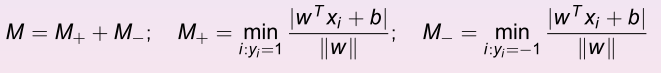 M = M₊ + M₋; M₊ = min_{i:yᵢ=1} |wᵀxᵢ + b| / ‖w‖; M₋ = min_{i:yᵢ=−1} |wᵀxᵢ + b| / ‖w‖